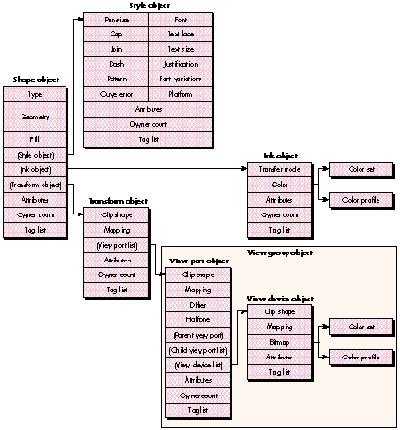 Style object
Pen size Font
Cap Text face
Join Text size
Dash Justification
Pattern Font variations
Curve error Platform
Attributes
Owner count
Tag list
Shape object
Type
Geometry
Fill
(Style object)
(Ink object)
(Transform object)
Attributes
Owner count
Tag list
Ink object
Transfer mode
Color
Attributes
Owner count
Tag list
Color set
Color profile
Transform object
Clip shape
Mapping
(View port list)
Attributes
Owner count
Tag list
View group object
View port object
Clip shape
Mapping
Dither
Halftone
(Parent view port)
(Child view port list)
(View device list)
Attributes
Owner count
Tag list
View device object
Clip shape
Mapping
Bitmap
Attributes
Tag list
Color set
Color profile